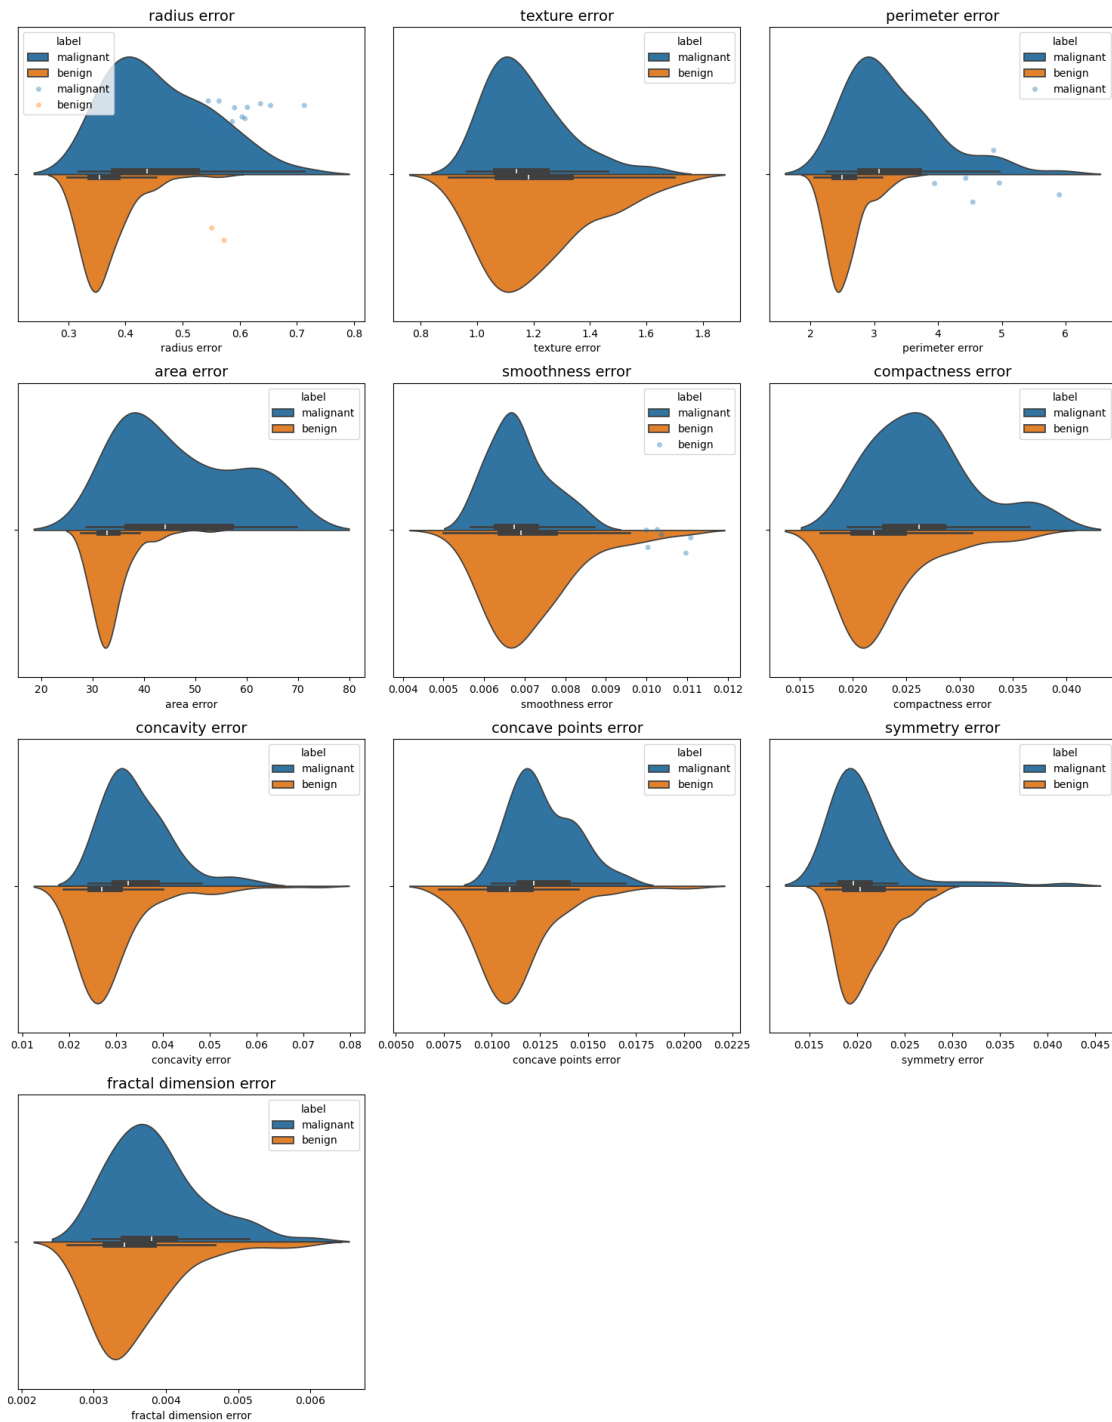 radius error
label
malignant
benign
malignant
benign
0.3 0.4 0.5 0.6 0.7 0.8
radius error
texture error
label
malignant
benign
0.8 1.0 1.2 1.4 1.6 1.8
texture error
perimeter error
label
malignant
benign
malignant
2 3 4 5 6
perimeter error
area error
label
malignant
benign
20 30 40 50 60 70 80
area error
smoothness error
label
malignant
benign
benign
0.004 0.005 0.006 0.007 0.008 0.009 0.010 0.011 0.012
smoothness error
compactness error
label
malignant
benign
0.015 0.020 0.025 0.030 0.035 0.040
compactness error
concavity error
label
malignant
benign
0.01 0.02 0.03 0.04 0.05 0.06 0.07 0.08
concavity error
concave points error
label
malignant
benign
0.0050 0.0075 0.0100 0.0125 0.0150 0.0175 0.0200 0.0225
concave points error
symmetry error
label
malignant
benign
0.015 0.020 0.025 0.030 0.035 0.040 0.045
symmetry error
fractal dimension error
label
malignant
benign
0.002 0.003 0.004 0.005 0.006
fractal dimension error